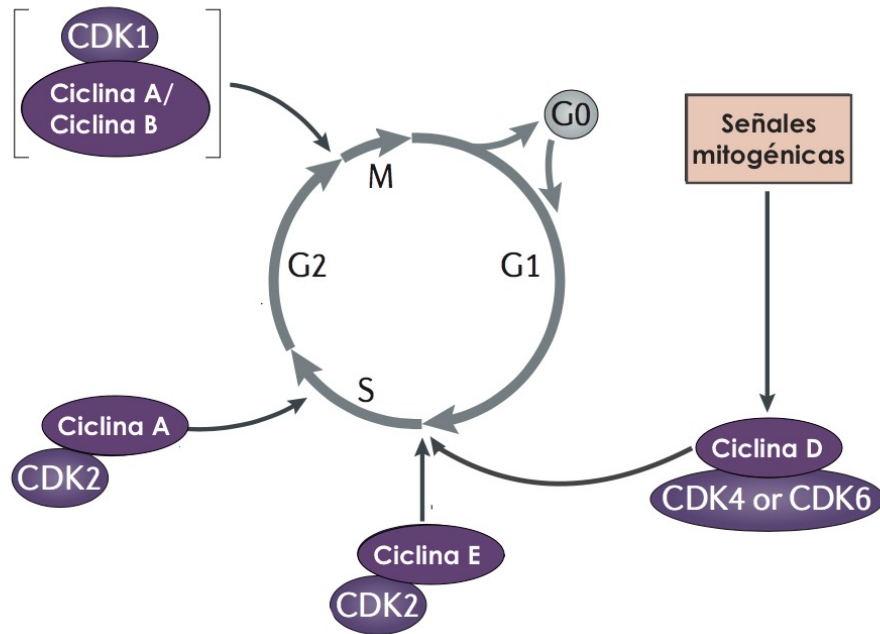 CDK1
Ciclina A/
Ciclina B
G0
Señales
mitogénicas
M
G2
G1
S
Ciclina A
CDK2
Ciclina D
CDK4 or CDK6
Ciclina E
CDK2